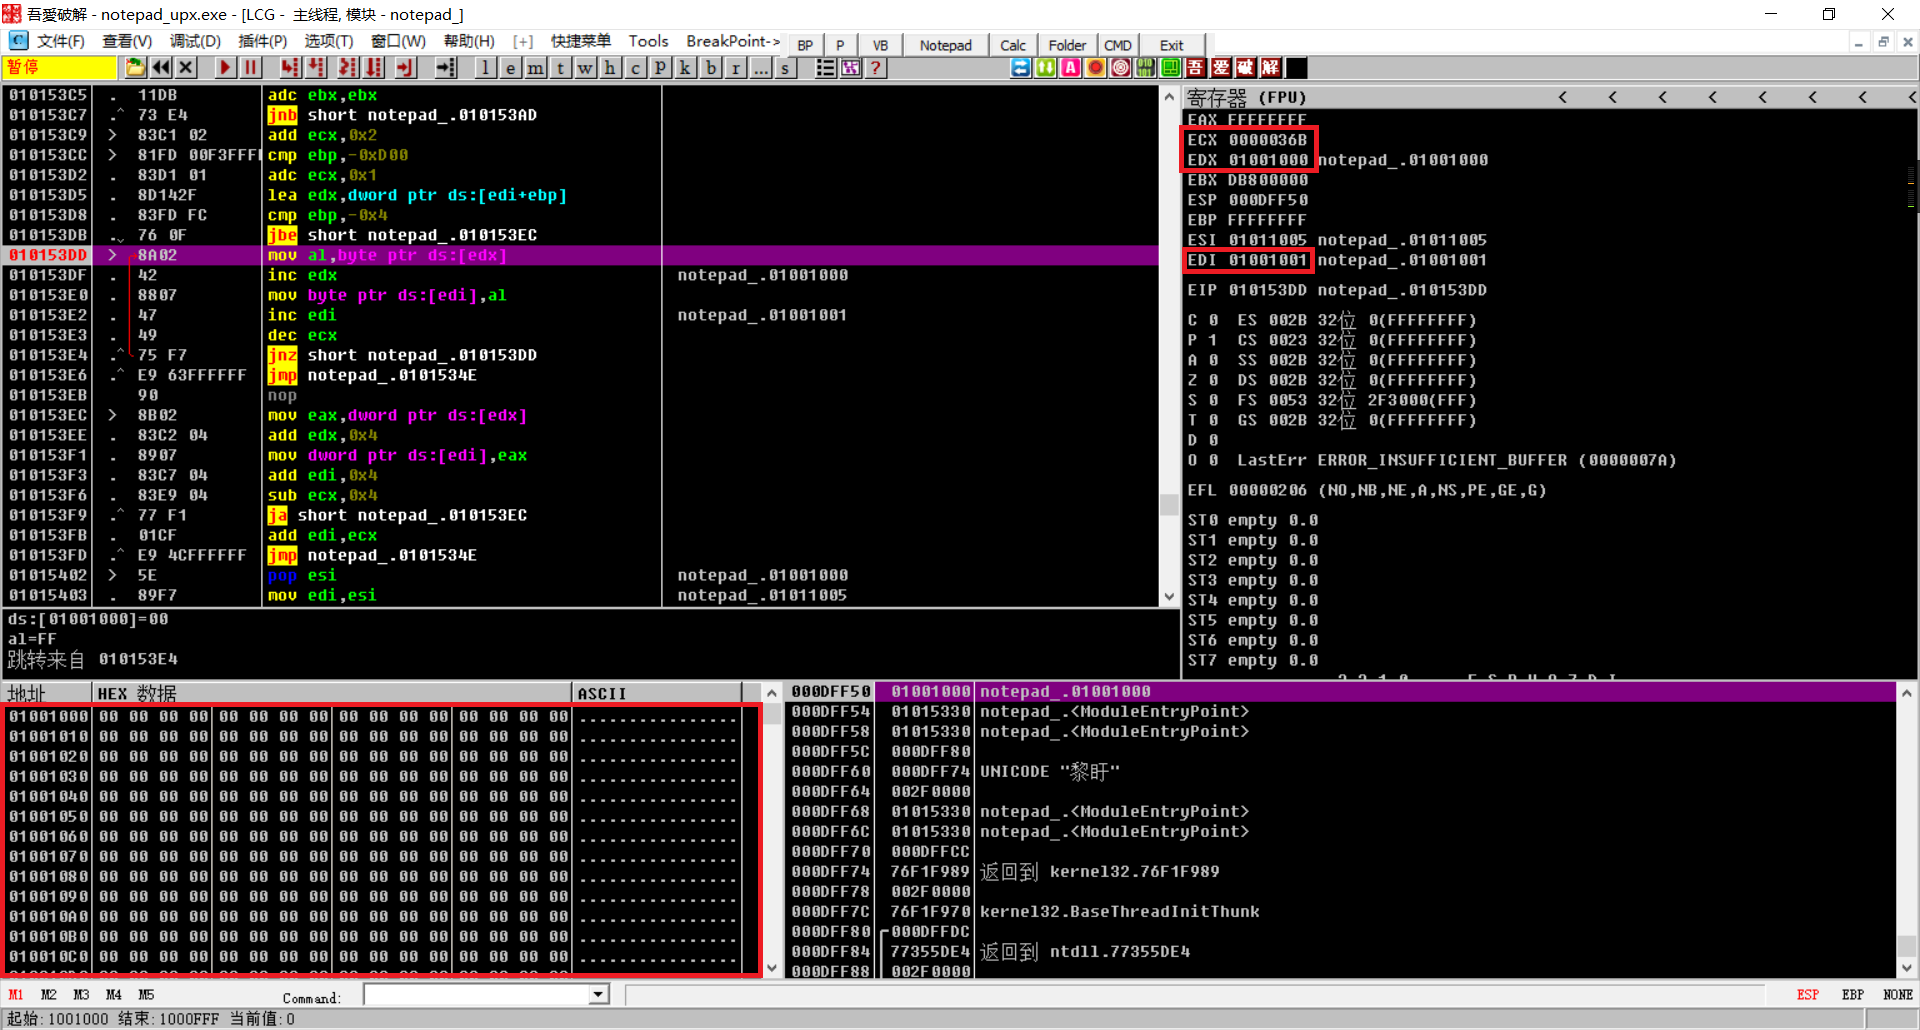 吾愛破解 - notepad_upx.exe - [LCG - 主线程, 模块 - notepad_]
文件(F) 查看(V) 调试(D) 插件(P) 选项(T) 窗口(W) 帮助(H) [+] 快捷菜单 Tools BreakPoint-> BP P VB Notepad Calc Folder CMD Exit
暂停 l e m t w h c p k b r ... s ? 吾 爱 破 解
010153C5 . 11DB adc ebx,ebx
010153C7 .^ 73 E4 jnb short notepad_.010153AD
010153C9 > 83C1 02 add ecx,0x2
010153CC > 81FD 00F3FFF cmp ebp,-0xD00
010153D2 . 83D1 01 adc ecx,0x1
010153D5 . 8D142F lea edx,dword ptr ds:[edi+ebp]
010153D8 . 83FD FC cmp ebp,-0x4
010153DB .v 76 0F jbe short notepad_.010153EC
010153DD > 8A02 mov al,byte ptr ds:[edx]
010153DF . 42 inc edx notepad_.01001000
010153E0 . 8807 mov byte ptr ds:[edi],al
010153E2 . 47 inc edi notepad_.01001001
010153E3 . 49 dec ecx
010153E4 .^ 75 F7 jnz short notepad_.010153DD
010153E6 .^ E9 63FFFFFF jmp notepad_.0101534E
010153EB 90 nop
010153EC > 8B02 mov eax,dword ptr ds:[edx]
010153EE . 83C2 04 add edx,0x4
010153F1 . 8907 mov dword ptr ds:[edi],eax
010153F3 . 83C7 04 add edi,0x4
010153F6 . 83E9 04 sub ecx,0x4
010153F9 .^ 77 F1 ja short notepad_.010153EC
010153FB . 01CF add edi,ecx
010153FD .^ E9 4CFFFFFF jmp notepad_.0101534E
01015402 > 5E pop esi notepad_.01001000
01015403 . 89F7 mov edi,esi notepad_.01011005
ds:[01001000]=00
al=FF
跳转来自 010153E4
寄存器 (FPU) < < < < < < < <
EAX FFFFFFFF
ECX 0000036B
EDX 01001000 notepad_.01001000
EBX DB800000
ESP 000DFF50
EBP FFFFFFFF
ESI 01011005 notepad_.01011005
EDI 01001001 notepad_.01001001
EIP 010153DD notepad_.010153DD
C 0 ES 002B 32位 0(FFFFFFFF)
P 1 CS 0023 32位 0(FFFFFFFF)
A 0 SS 002B 32位 0(FFFFFFFF)
Z 0 DS 002B 32位 0(FFFFFFFF)
S 0 FS 0053 32位 2F3000(FFF)
T 0 GS 002B 32位 0(FFFFFFFF)
D 0
O 0 LastErr ERROR_INSUFFICIENT_BUFFER (0000007A)
EFL 00000206 (NO,NB,NE,A,NS,PE,GE,G)
ST0 empty 0.0
ST1 empty 0.0
ST2 empty 0.0
ST3 empty 0.0
ST4 empty 0.0
ST5 empty 0.0
ST6 empty 0.0
ST7 empty 0.0
3 2 1 0 E S P U O Z D I
地址 HEX 数据 ASCII
01001000 00 00 00 00 00 00 00 00 00 00 00 00 00 00 00 00 ................
01001010 00 00 00 00 00 00 00 00 00 00 00 00 00 00 00 00 ................
01001020 00 00 00 00 00 00 00 00 00 00 00 00 00 00 00 00 ................
01001030 00 00 00 00 00 00 00 00 00 00 00 00 00 00 00 00 ................
01001040 00 00 00 00 00 00 00 00 00 00 00 00 00 00 00 00 ................
01001050 00 00 00 00 00 00 00 00 00 00 00 00 00 00 00 00 ................
01001060 00 00 00 00 00 00 00 00 00 00 00 00 00 00 00 00 ................
01001070 00 00 00 00 00 00 00 00 00 00 00 00 00 00 00 00 ................
01001080 00 00 00 00 00 00 00 00 00 00 00 00 00 00 00 00 ................
01001090 00 00 00 00 00 00 00 00 00 00 00 00 00 00 00 00 ................
010010A0 00 00 00 00 00 00 00 00 00 00 00 00 00 00 00 00 ................
010010B0 00 00 00 00 00 00 00 00 00 00 00 00 00 00 00 00 ................
010010C0 00 00 00 00 00 00 00 00 00 00 00 00 00 00 00 00 ................
000DFF50 01001000 notepad_.01001000
000DFF54 01015330 notepad_.<ModuleEntryPoint>
000DFF58 01015330 notepad_.<ModuleEntryPoint>
000DFF5C 000DFF80
000DFF60 000DFF74 UNICODE "黎盱"
000DFF64 002F0000
000DFF68 01015330 notepad_.<ModuleEntryPoint>
000DFF6C 01015330 notepad_.<ModuleEntryPoint>
000DFF70 000DFFCC
000DFF74 76F1F989 返回到 kernel32.76F1F989
000DFF78 002F0000
000DFF7C 76F1F970 kernel32.BaseThreadInitThunk
000DFF80 000DFFDC
000DFF84 77355DE4 返回到 ntdll.77355DE4
000DFF88 002F0000
M1 M2 M3 M4 M5 Command: ESP EBP NONE
起始:1001000 结束:1000FFF 当前值:0